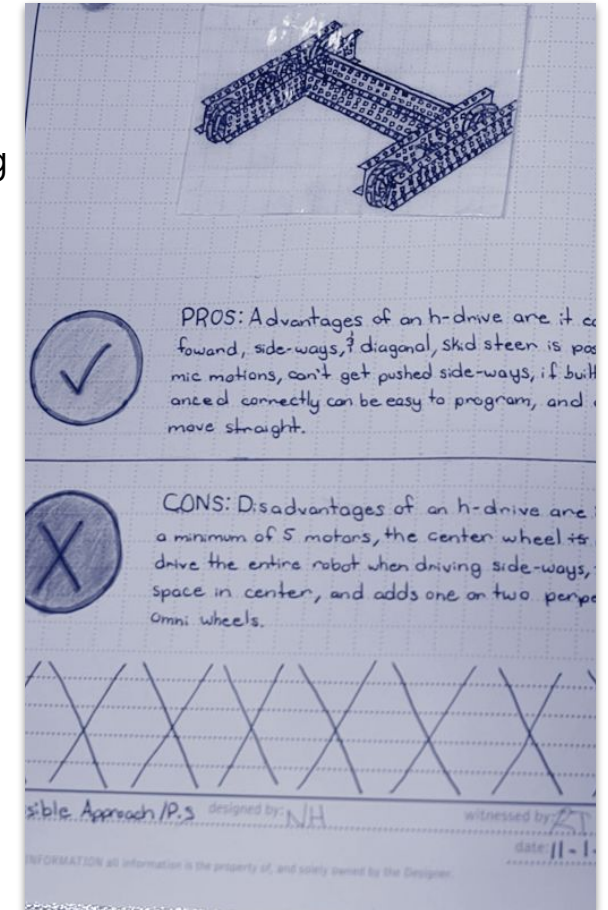 g
PROS: Advantages of an h-drive are it c
foward, side-ways, & diagonal, skid steer is pos
mic motions, can't get pushed side-ways, if built
anced correctly can be easy to program, and
move straight.
CONS: Disadvantages of an h-drive are
a minimum of 5 motors, the center wheel is
drive the entire robot when driving side-ways,
space in center, and adds one or two perpe
Omni wheels.
sible Approach/P.S designed by: NH witnessed by: RT
date: 11-1
NFORMATION all information is the property of, and solely owned by the Designer.